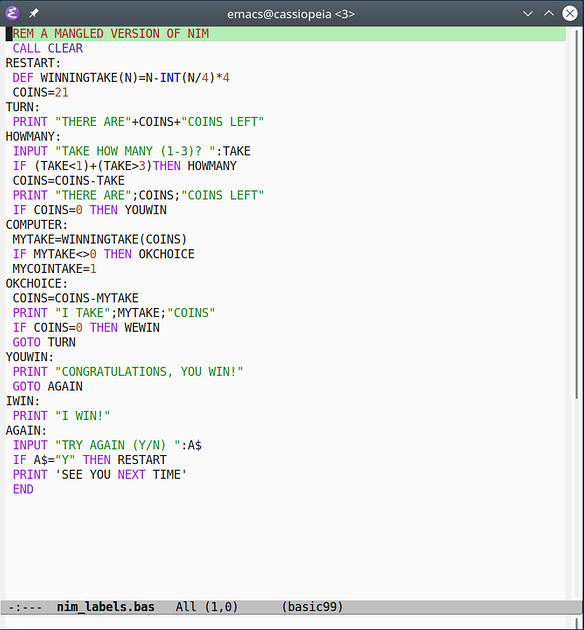 emacs@cassiopeia <3>
REM A MANGLED VERSION OF NIM
 CALL CLEAR
RESTART:
 DEF WINNINGTAKE(N)=N-INT(N/4)*4
 COINS=21
TURN:
 PRINT "THERE ARE"+COINS+"COINS LEFT"
HOWMANY:
 INPUT "TAKE HOW MANY (1-3)? ":TAKE
 IF (TAKE<1)+(TAKE>3)THEN HOWMANY
 COINS=COINS-TAKE
 PRINT "THERE ARE";COINS;"COINS LEFT"
 IF COINS=0 THEN YOUWIN
COMPUTER:
 MYTAKE=WINNINGTAKE(COINS)
 IF MYTAKE<>0 THEN OKCHOICE
 MYCOINTAKE=1
OKCHOICE:
 COINS=COINS-MYTAKE
 PRINT "I TAKE";MYTAKE;"COINS"
 IF COINS=0 THEN WEWIN
 GOTO TURN
YOUWIN:
 PRINT "CONGRATULATIONS, YOU WIN!"
 GOTO AGAIN
IWIN:
 PRINT "I WIN!"
AGAIN:
 INPUT "TRY AGAIN (Y/N) ":A$
 IF A$="Y" THEN RESTART
 PRINT 'SEE YOU NEXT TIME'
 END
-:---  nim_labels.bas   All (1,0)      (basic99)